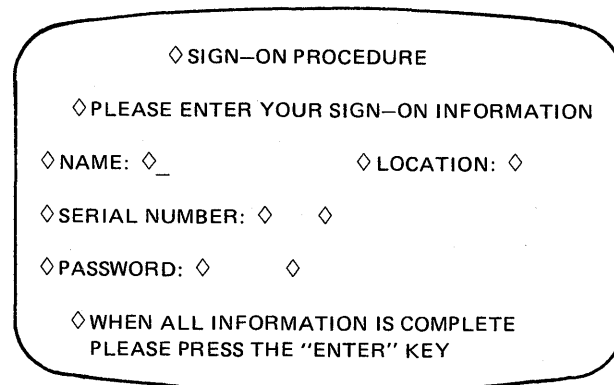 ◊SIGN—ON PROCEDURE
◊PLEASE ENTER YOUR SIGN—ON INFORMATION
◊NAME: ◊_ ◊LOCATION: ◊
◊SERIAL NUMBER: ◊ ◊
◊PASSWORD: ◊ ◊
◊WHEN ALL INFORMATION IS COMPLETE
PLEASE PRESS THE "ENTER" KEY